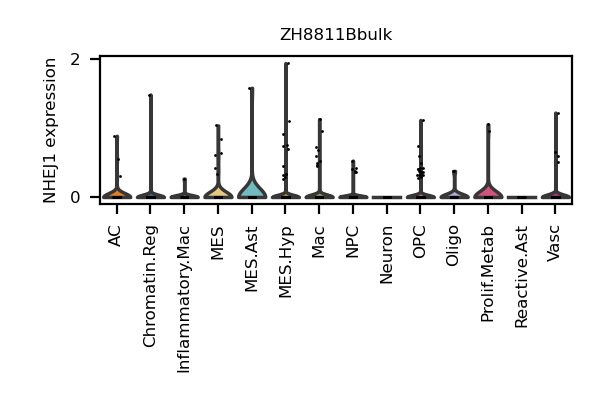 ZH8811Bbulk
NHEJ1 expression
2
0
AC
Chromatin.Reg
Inflammatory.Mac
MES
MES.Ast
MES.Hyp
Mac
NPC
Neuron
OPC
Oligo
Prolif.Metab
Reactive.Ast
Vasc